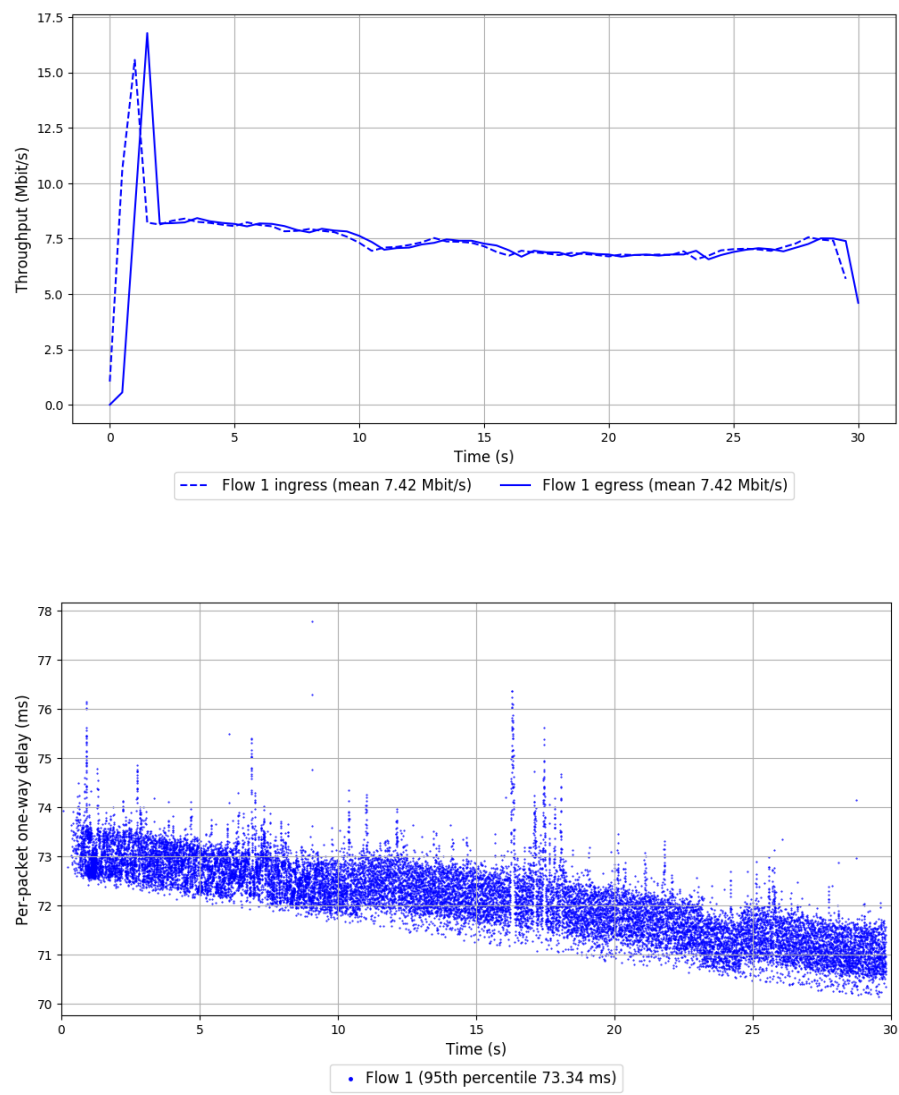 17.5
15.0
12.5
10.0
7.5
5.0
2.5
0.0
Throughput (Mbit/s)
0 5 10 15 20 25 30
Time (s)
Flow 1 ingress (mean 7.42 Mbit/s) Flow 1 egress (mean 7.42 Mbit/s)
78
77
76
75
74
73
72
71
70
Per-packet one-way delay (ms)
0 5 10 15 20 25 30
Time (s)
Flow 1 (95th percentile 73.34 ms)